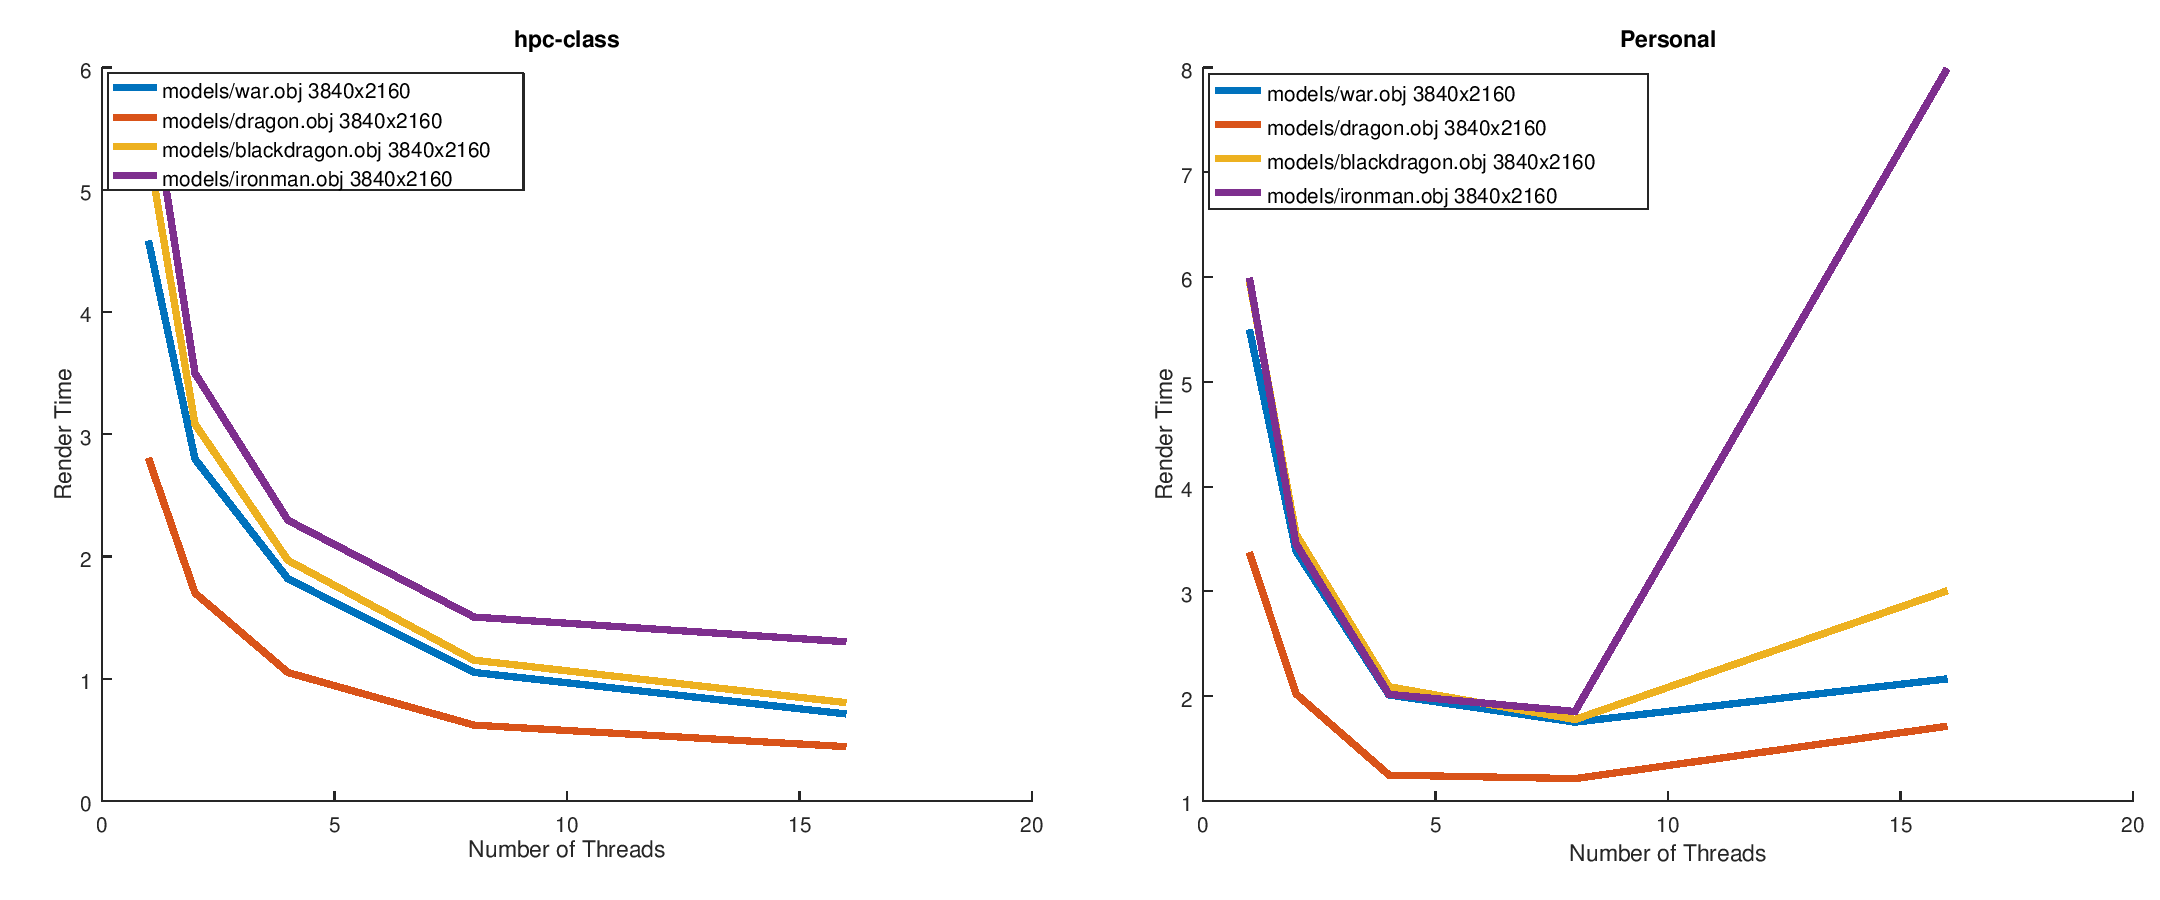 hpc-class
6
5
4
3
2
1
0
models/war.obj 3840x2160
models/dragon.obj 3840x2160
models/blackdragon.obj 3840x2160
models/ironman.obj 3840x2160
Render Time
0 5 10 15 20
Number of Threads
Personal
8
7
6
5
4
3
2
1
models/war.obj 3840x2160
models/dragon.obj 3840x2160
models/blackdragon.obj 3840x2160
models/ironman.obj 3840x2160
Render Time
0 5 10 15 20
Number of Threads